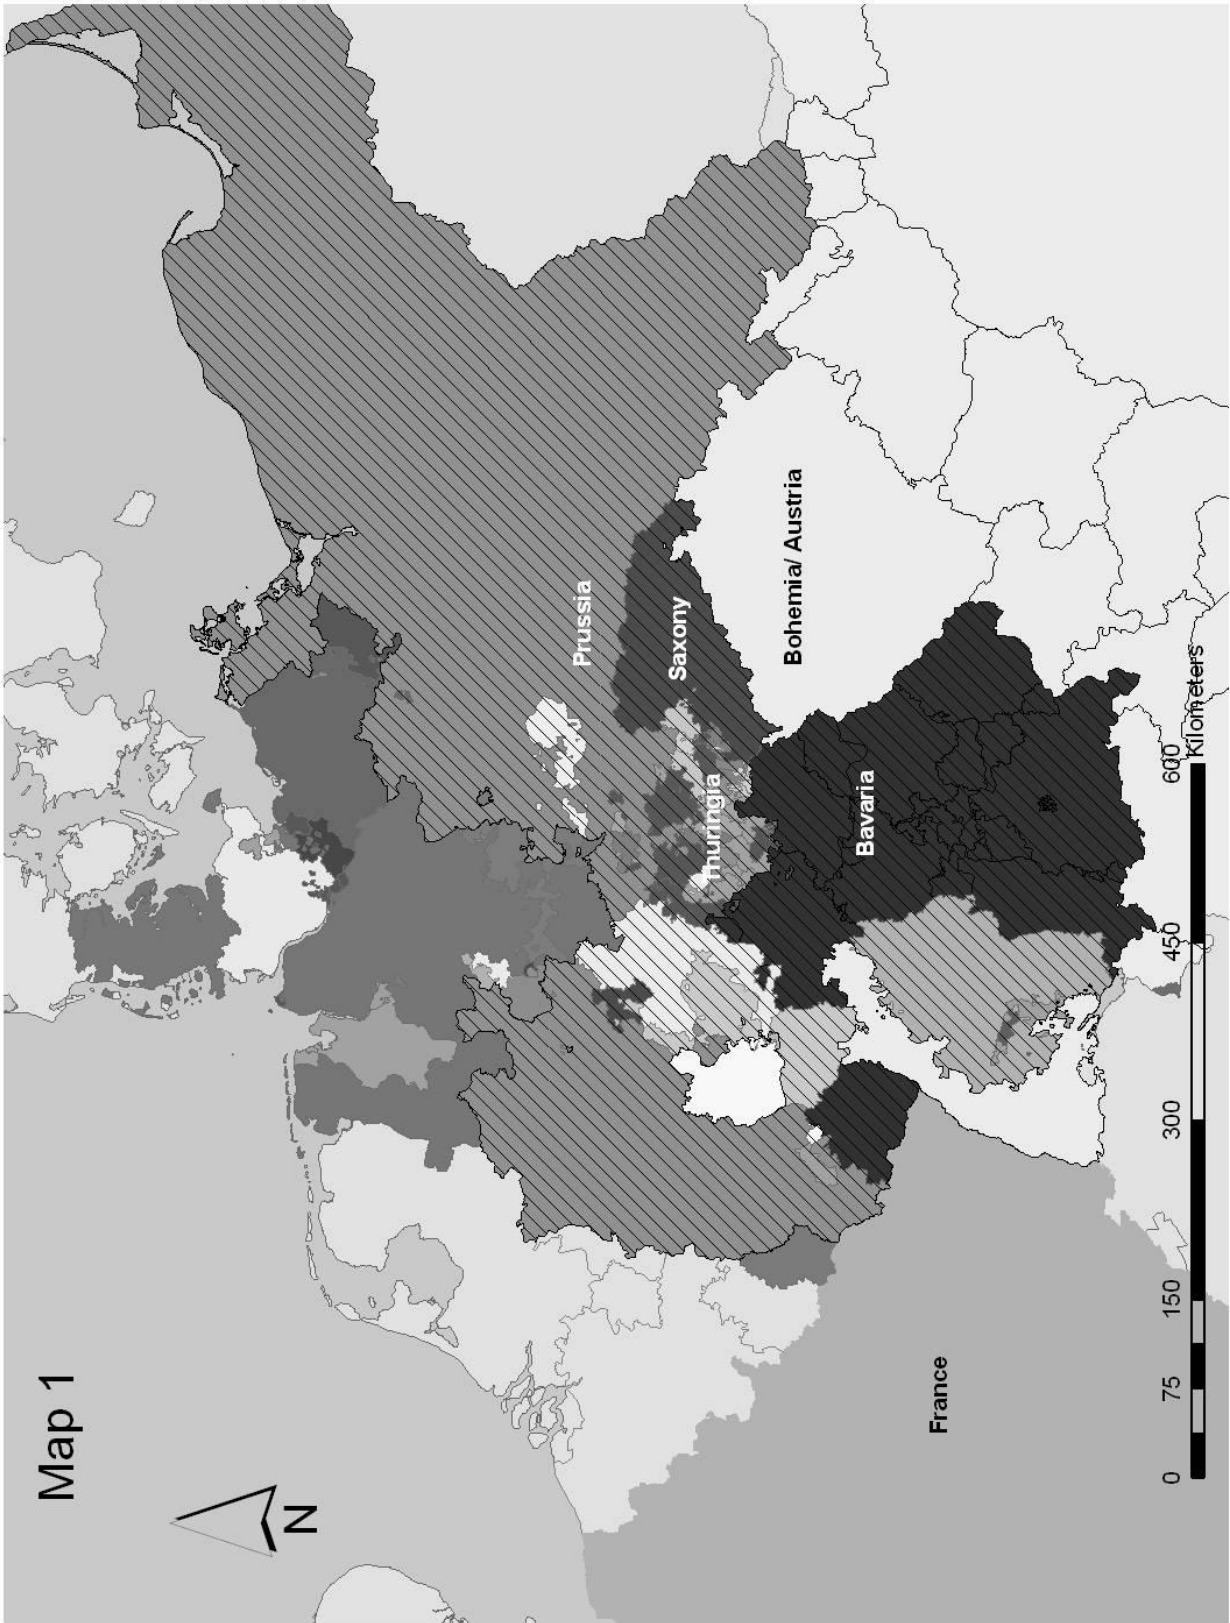 Map 1
N
Prussia
Saxony
Thuringia
Bohemia/ Austria
Bavaria
France
0 75 150 300 450 600
Kilometers